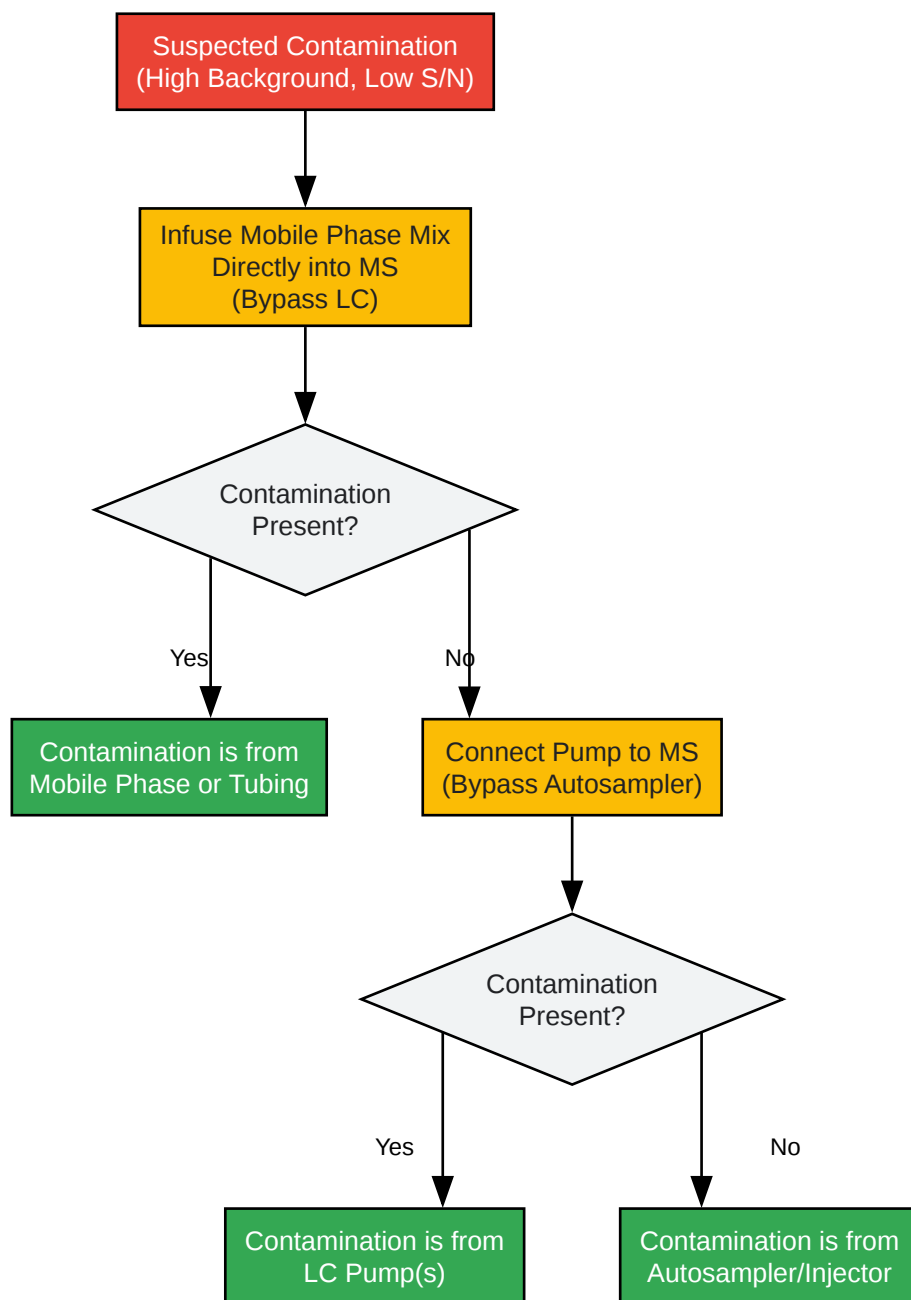 Suspected Contamination
(High Background, Low S/N)
Infuse Mobile Phase Mix
Directly into MS
(Bypass LC)
Contamination
Present?
Yes
No
Contamination is from
Mobile Phase or Tubing
Connect Pump to MS
(Bypass Autosampler)
Contamination
Present?
Yes
No
Contamination is from
LC Pump(s)
Contamination is from
Autosampler/Injector